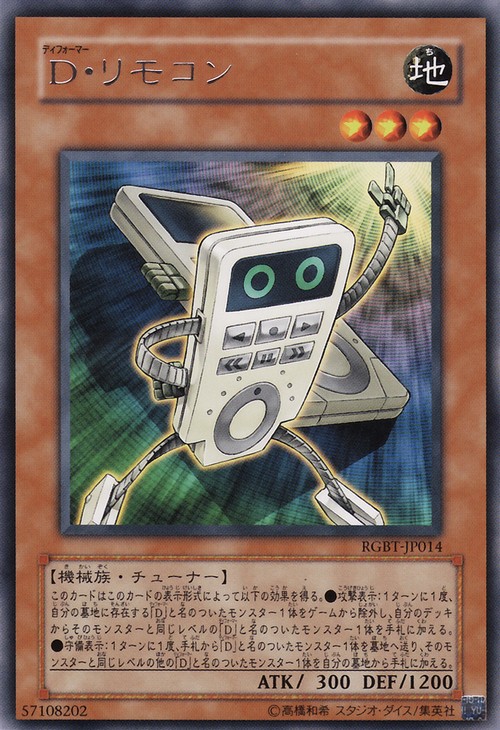 ディフォーマー
D・リモコン
ち
地
RGBT-JP014
【機械族・チューナー】
このカードはこのカードの表示形式によって以下の効果を得る。●攻撃表示:1ターンに1度、
自分の墓地に存在する「D」と名のついたモンスター1体をゲームから除外し、自分のデッキ
からそのモンスターと同じレベルの「D」と名のついたモンスター1体を手札に加える。
●守備表示:1ターンに1度、手札から「D」と名のついたモンスター1体を墓地へ送り、そのモ
ンスターと同じレベルの他の「D」と名のついたモンスター1体を自分の墓地から手札に加える。
ATK/ 300 DEF/1200
57108202
©高橋和希 スタジオ・ダイス/集英社